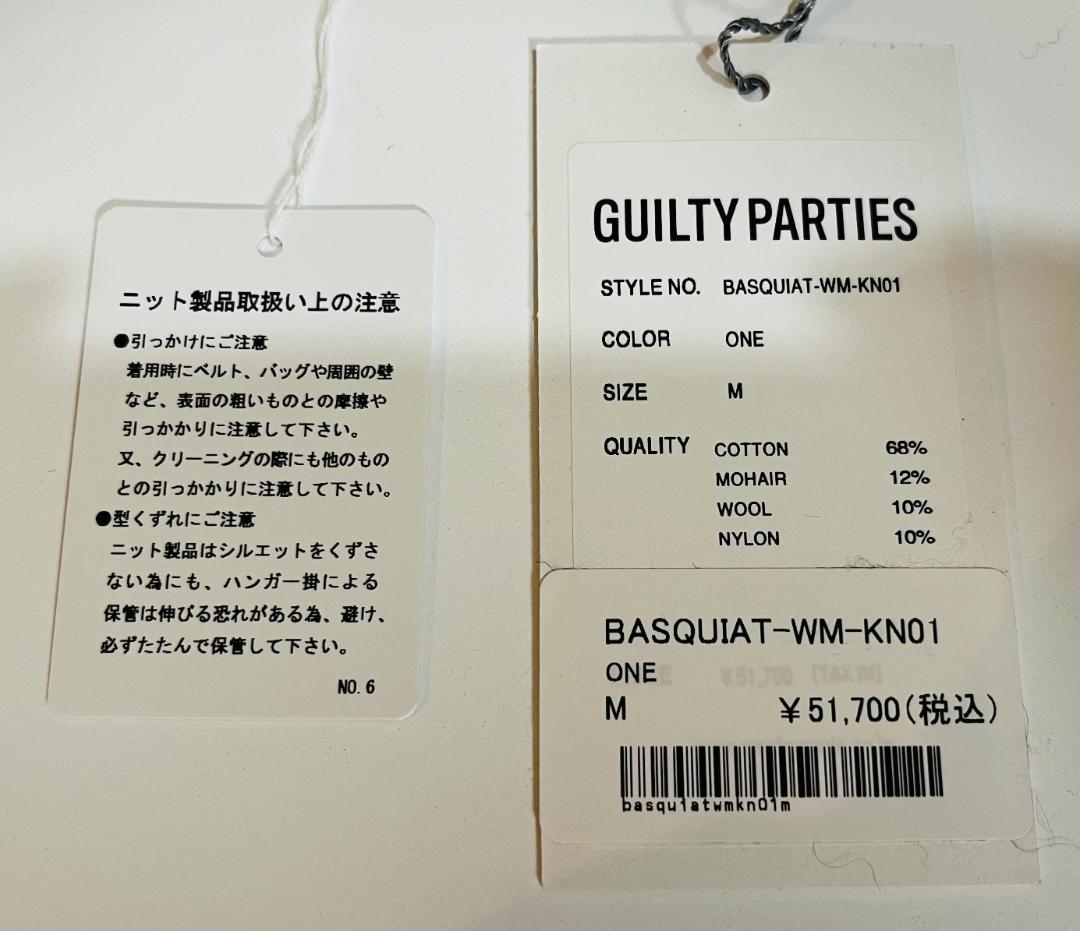 ニット製品取扱い上の注意
●引っかけにご注意
着用時にベルト、バッグや周囲の壁
など、表面の粗いものとの摩擦や
引っかかりに注意して下さい。
又、クリーニングの際にも他のもの
との引っかかりに注意して下さい。
●型くずれにご注意
ニット製品はシルエットをくずさ
ない為にも、ハンガー掛による
保管は伸びる恐れがある為、避け、
必ずたたんで保管して下さい。
NO. 6
GUILTY PARTIES
STYLE NO. BASQUIAT-WM-KN01
COLOR ONE
SIZE M
QUALITY COTTON 68%
MOHAIR 12%
WOOL 10%
NYLON 10%
BASQUIAT-WM-KN01
ONE
¥51,700 (TAX IN)
M ¥51,700(税込)
basquiatwmkn01m